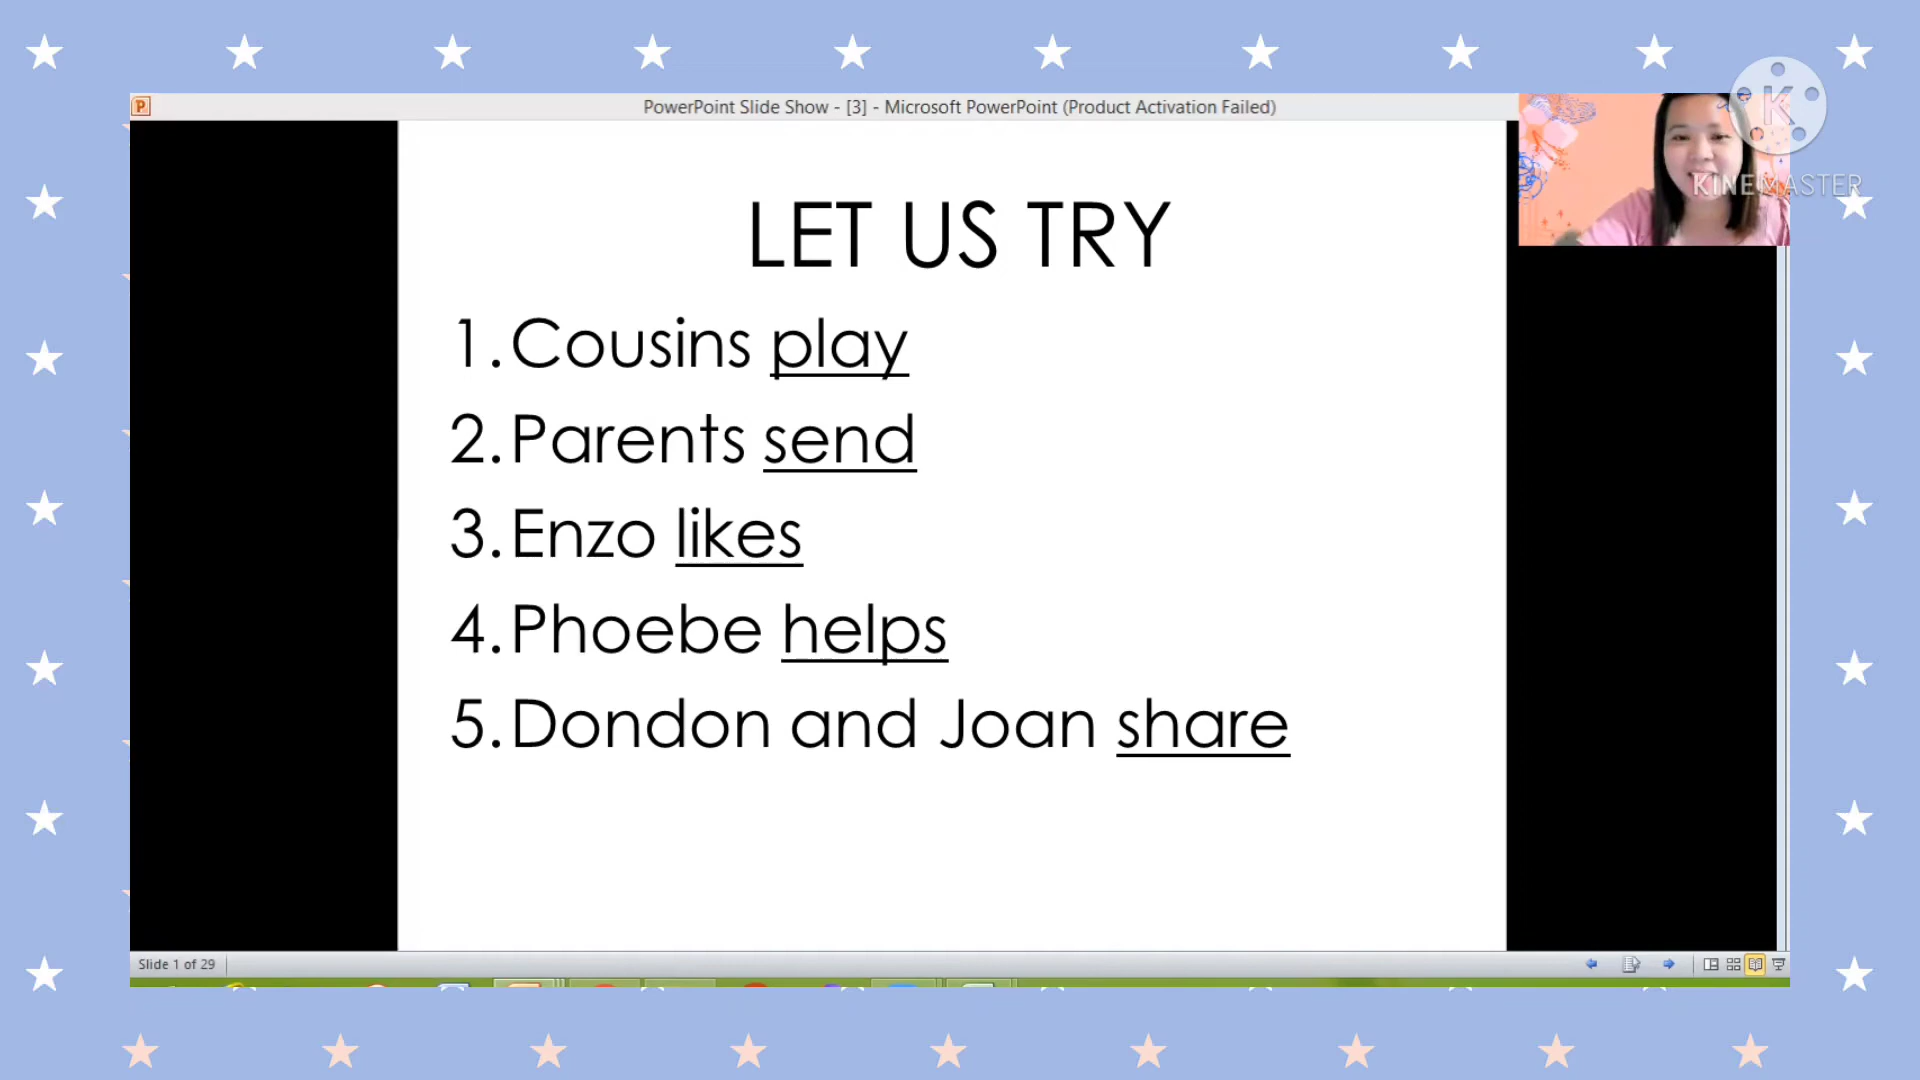 PowerPoint Slide Show - [3] - Microsoft PowerPoint (Product Activation Failed)
K
KINEMASTER
LET US TRY
1. Cousins play
2. Parents send
3. Enzo likes
4. Phoebe helps
5. Dondon and Joan share
Slide 1 of 29